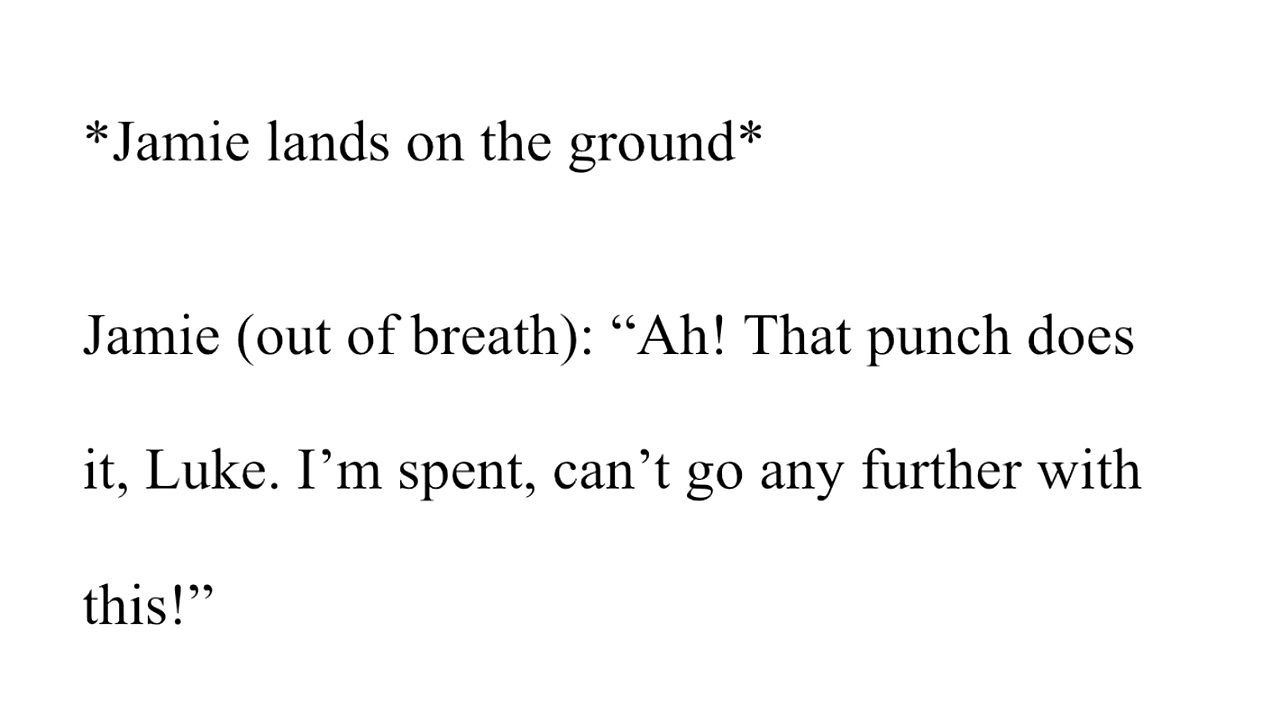 *Jamie lands on the ground*
Jamie (out of breath): “Ah! That punch does
it, Luke. I’m spent, can’t go any further with
this!”